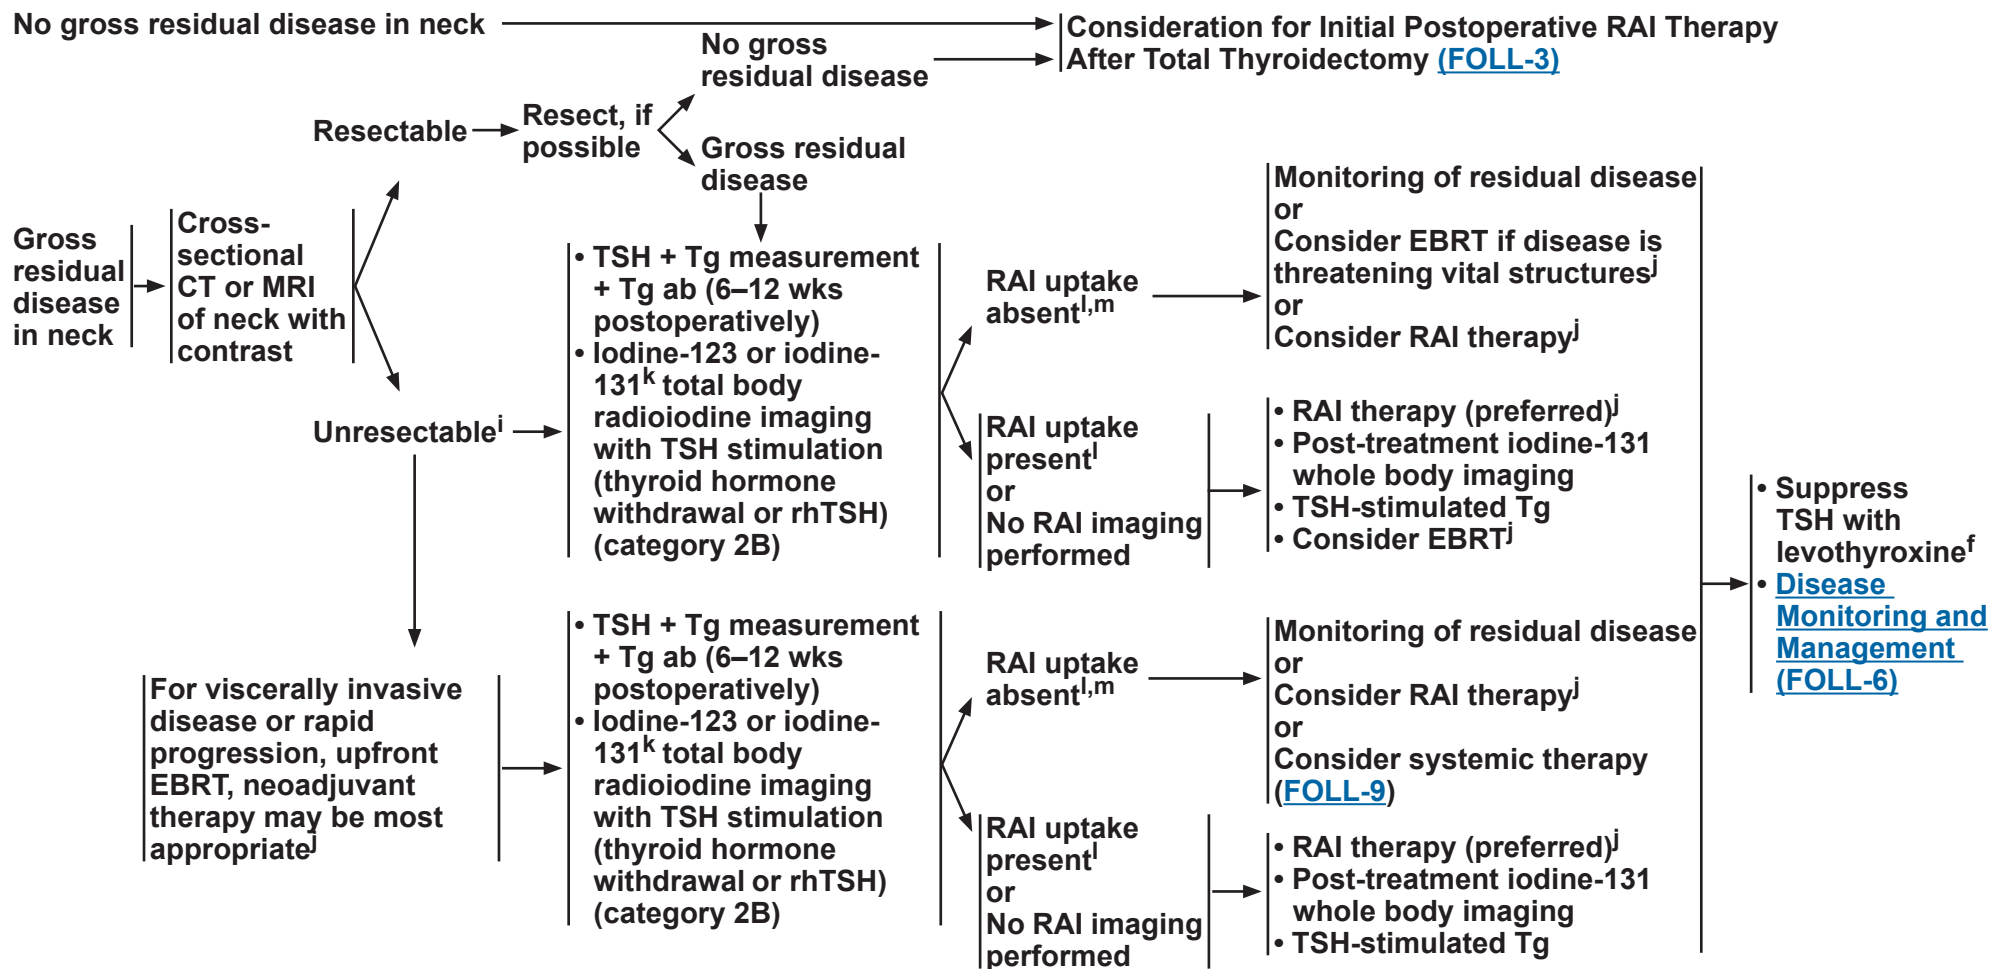 No gross residual disease in neck
Consideration for Initial Postoperative RAI Therapy
After Total Thyroidectomy (FOLL-3)
No gross
residual disease
Resectable
Resect, if
possible
Gross residual
disease
Gross
residual
disease
in neck
Cross-
sectional
CT or MRI
of neck with
contrast
Unresectablei
• TSH + Tg measurement
+ Tg ab (6–12 wks
postoperatively)
• Iodine-123 or iodine-
131k total body
radioiodine imaging
with TSH stimulation
(thyroid hormone
withdrawal or rhTSH)
(category 2B)
RAI uptake
absentl,m
Monitoring of residual disease
or
Consider EBRT if disease is
threatening vital structuresj
or
Consider RAI therapyj
RAI uptake
presentl
or
No RAI imaging
performed
• RAI therapy (preferred)j
• Post-treatment iodine-131
whole body imaging
• TSH-stimulated Tg
• Consider EBRTj
For viscerally invasive
disease or rapid
progression, upfront
EBRT, neoadjuvant
therapy may be most
appropriatej
• TSH + Tg measurement
+ Tg ab (6–12 wks
postoperatively)
• Iodine-123 or iodine-
131k total body
radioiodine imaging
with TSH stimulation
(thyroid hormone
withdrawal or rhTSH)
(category 2B)
RAI uptake
absentl,m
Monitoring of residual disease
or
Consider RAI therapyj
or
Consider systemic therapy
(FOLL-9)
RAI uptake
presentl
or
No RAI imaging
performed
• RAI therapy (preferred)j
• Post-treatment iodine-131
whole body imaging
• TSH-stimulated Tg
• Suppress
TSH with
levothyroxinef
• Disease
Monitoring and
Management
(FOLL-6)